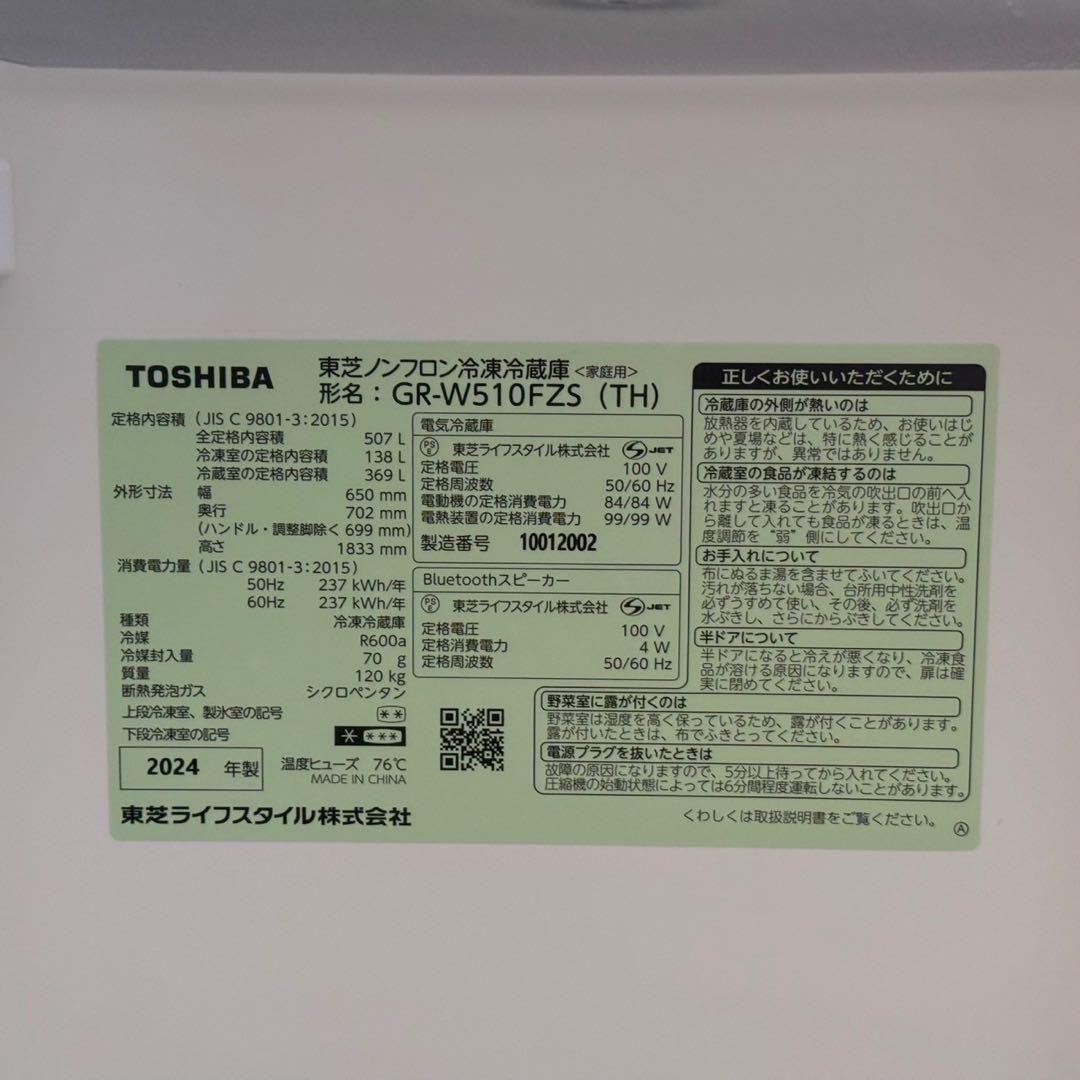 TOSHIBA
東芝ノンフロン冷凍冷蔵庫<家庭用>
形名：GR-W510FZS（TH）
定格内容積（JIS C 9801-3:2015）
全定格内容積 507 L
冷凍室の定格内容積 138 L
冷蔵室の定格内容積 369 L
外形寸法 幅 650 mm
奥行 702 mm
(ハンドル・調整脚除く 699 mm)
高さ 1833 mm
消費電力量（JIS C 9801-3:2015）
50Hz 237 kWh/年
60Hz 237 kWh/年
種類 冷凍冷蔵庫
冷媒 R600a
冷媒封入量 70 g
質量 120 kg
断熱発泡ガス シクロペンタン
上段冷凍室、製氷室の記号 **
下段冷凍室の記号 * ***
2024 年製
温度ヒューズ 76℃
MADE IN CHINA
東芝ライフスタイル株式会社
電気冷蔵庫
PSE 東芝ライフスタイル株式会社 S JET
定格電圧 100 V
定格周波数 50/60 Hz
電動機の定格消費電力 84/84 W
電熱装置の定格消費電力 99/99 W
製造番号 10012002
Bluetoothスピーカー
PSE 東芝ライフスタイル株式会社 S JET
定格電圧 100 V
定格消費電力 4 W
定格周波数 50/60 Hz
正しくお使いいただくために
冷蔵庫の外側が熱いのは
放熱器を内蔵しているため、お使いはじ
めや夏場などは、特に熱く感じることが
ありますが、異常ではありません。
冷蔵室の食品が凍結するのは
水分の多い食品を冷気の吹出口の前へ入
れますと凍ることがあります。吹出口か
ら離して入れても食品が凍るときは、温
度調節を“弱”側にしてください。
お手入れについて
布にぬるま湯を含ませてふいてください。
汚れが落ちない場合、台所用中性洗剤を
必ずうすめて使い、その後、必ず洗剤を
水ぶきし、さらにからぶきしてください。
半ドアについて
半ドアになると冷えが悪くなり、冷凍食
品が溶ける原因になりますので、扉は確
実に閉めてください。
野菜室に露が付くのは
野菜室は湿度を高く保っているため、露が付くことがあります。
露が付いたときは、布でふきとってください。
電源プラグを抜いたときは
故障の原因になりますので、5分以上待ってから入れてください。
圧縮機の始動状態によっては6分間程度運転しないことがあります。
くわしくは取扱説明書をご覧ください。
Ⓐ